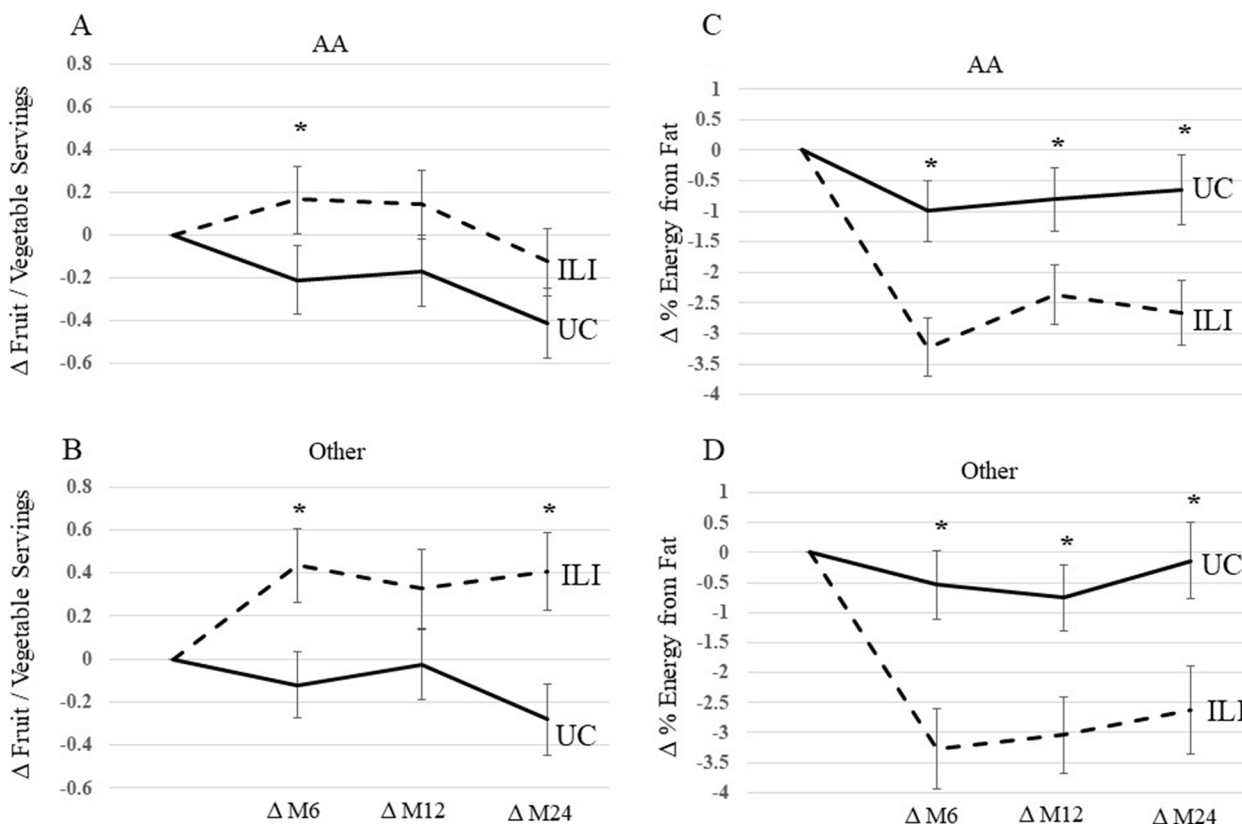 A
AA
Δ Fruit / Vegetable Servings
0.8
0.6
0.4
0.2
0
-0.2
-0.4
-0.6
*
ILI
UC
B
Other
Δ Fruit / Vegetable Servings
0.8
0.6
0.4
0.2
0
-0.2
-0.4
-0.6
* *
ILI
UC
Δ M6 Δ M12 Δ M24
C
AA
Δ % Energy from Fat
1
0.5
0
-0.5
-1
-1.5
-2
-2.5
-3
-3.5
-4
* * *
UC
ILI
D
Other
Δ % Energy from Fat
1
0.5
0
-0.5
-1
-1.5
-2
-2.5
-3
-3.5
-4
* * *
UC
ILI
Δ M6 Δ M12 Δ M24